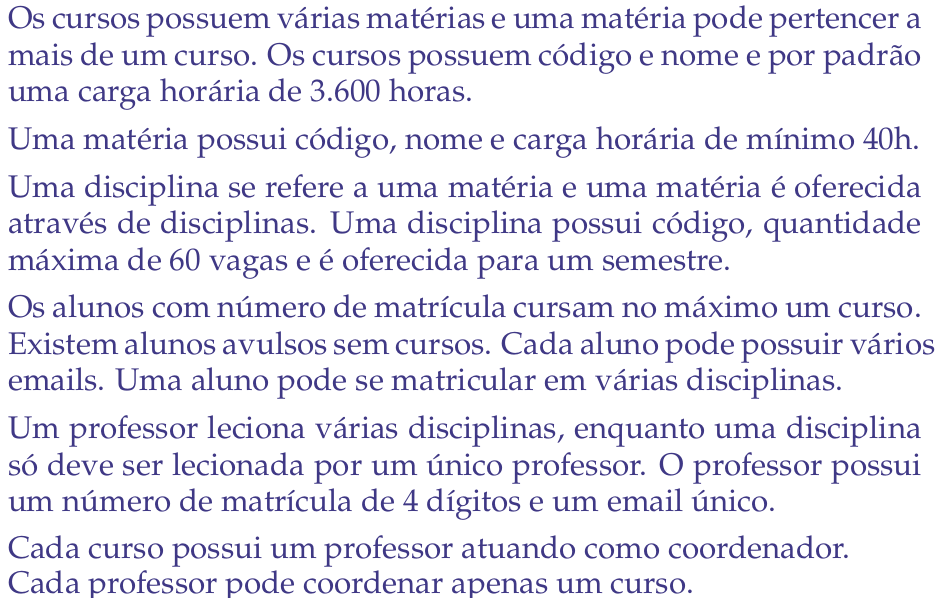 Os cursos possuem várias matérias e uma matéria pode pertencer a
mais de um curso. Os cursos possuem código e nome e por padrão
uma carga horária de 3.600 horas.
Uma matéria possui código, nome e carga horária de mínimo 40h.
Uma disciplina se refere a uma matéria e uma matéria é oferecida
através de disciplinas. Uma disciplina possui código, quantidade
máxima de 60 vagas e é oferecida para um semestre.
Os alunos com número de matrícula cursam no máximo um curso.
Existem alunos avulsos sem cursos. Cada aluno pode possuir vários
emails. Uma aluno pode se matricular em várias disciplinas.
Um professor leciona várias disciplinas, enquanto uma disciplina
só deve ser lecionada por um único professor. O professor possui
um número de matrícula de 4 dígitos e um email único.
Cada curso possui um professor atuando como coordenador.
Cada professor pode coordenar apenas um curso.